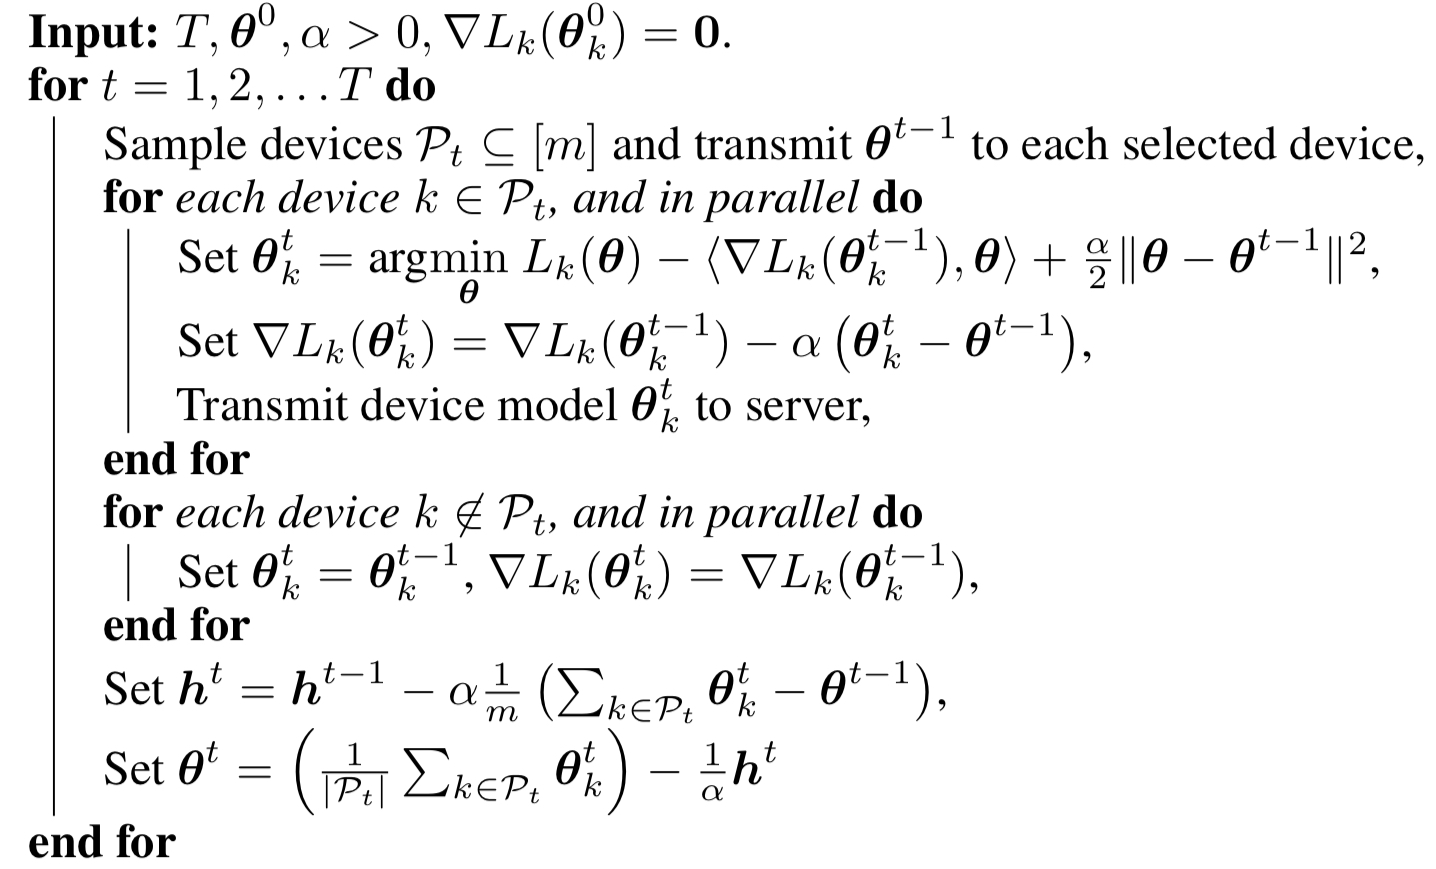 Input: $T, \boldsymbol{\theta}^0, \alpha > 0, \nabla L_k(\boldsymbol{\theta}_k^0) = \mathbf{0}$.
for $t = 1, 2, \ldots T$ do
Sample devices $\mathcal{P}_t \subseteq [m]$ and transmit $\boldsymbol{\theta}^{t-1}$ to each selected device,
for each device $k \in \mathcal{P}_t$, and in parallel do
Set $\boldsymbol{\theta}_k^t = \underset{\boldsymbol{\theta}}{\operatorname{argmin}} \, L_k(\boldsymbol{\theta}) - \langle \nabla L_k(\boldsymbol{\theta}_k^{t-1}), \boldsymbol{\theta} \rangle + \frac{\alpha}{2} \|\boldsymbol{\theta} - \boldsymbol{\theta}^{t-1}\|^2$,
Set $\nabla L_k(\boldsymbol{\theta}_k^t) = \nabla L_k(\boldsymbol{\theta}_k^{t-1}) - \alpha \left(\boldsymbol{\theta}_k^t - \boldsymbol{\theta}^{t-1}\right)$,
Transmit device model $\boldsymbol{\theta}_k^t$ to server,
end for
for each device $k \notin \mathcal{P}_t$, and in parallel do
Set $\boldsymbol{\theta}_k^t = \boldsymbol{\theta}_k^{t-1}, \nabla L_k(\boldsymbol{\theta}_k^t) = \nabla L_k(\boldsymbol{\theta}_k^{t-1})$,
end for
Set $\boldsymbol{h}^t = \boldsymbol{h}^{t-1} - \alpha \frac{1}{m} \left(\sum_{k \in \mathcal{P}_t} \boldsymbol{\theta}_k^t - \boldsymbol{\theta}^{t-1}\right)$,
Set $\boldsymbol{\theta}^t = \left(\frac{1}{|\mathcal{P}_t|} \sum_{k \in \mathcal{P}_t} \boldsymbol{\theta}_k^t\right) - \frac{1}{\alpha} \boldsymbol{h}^t$
end for